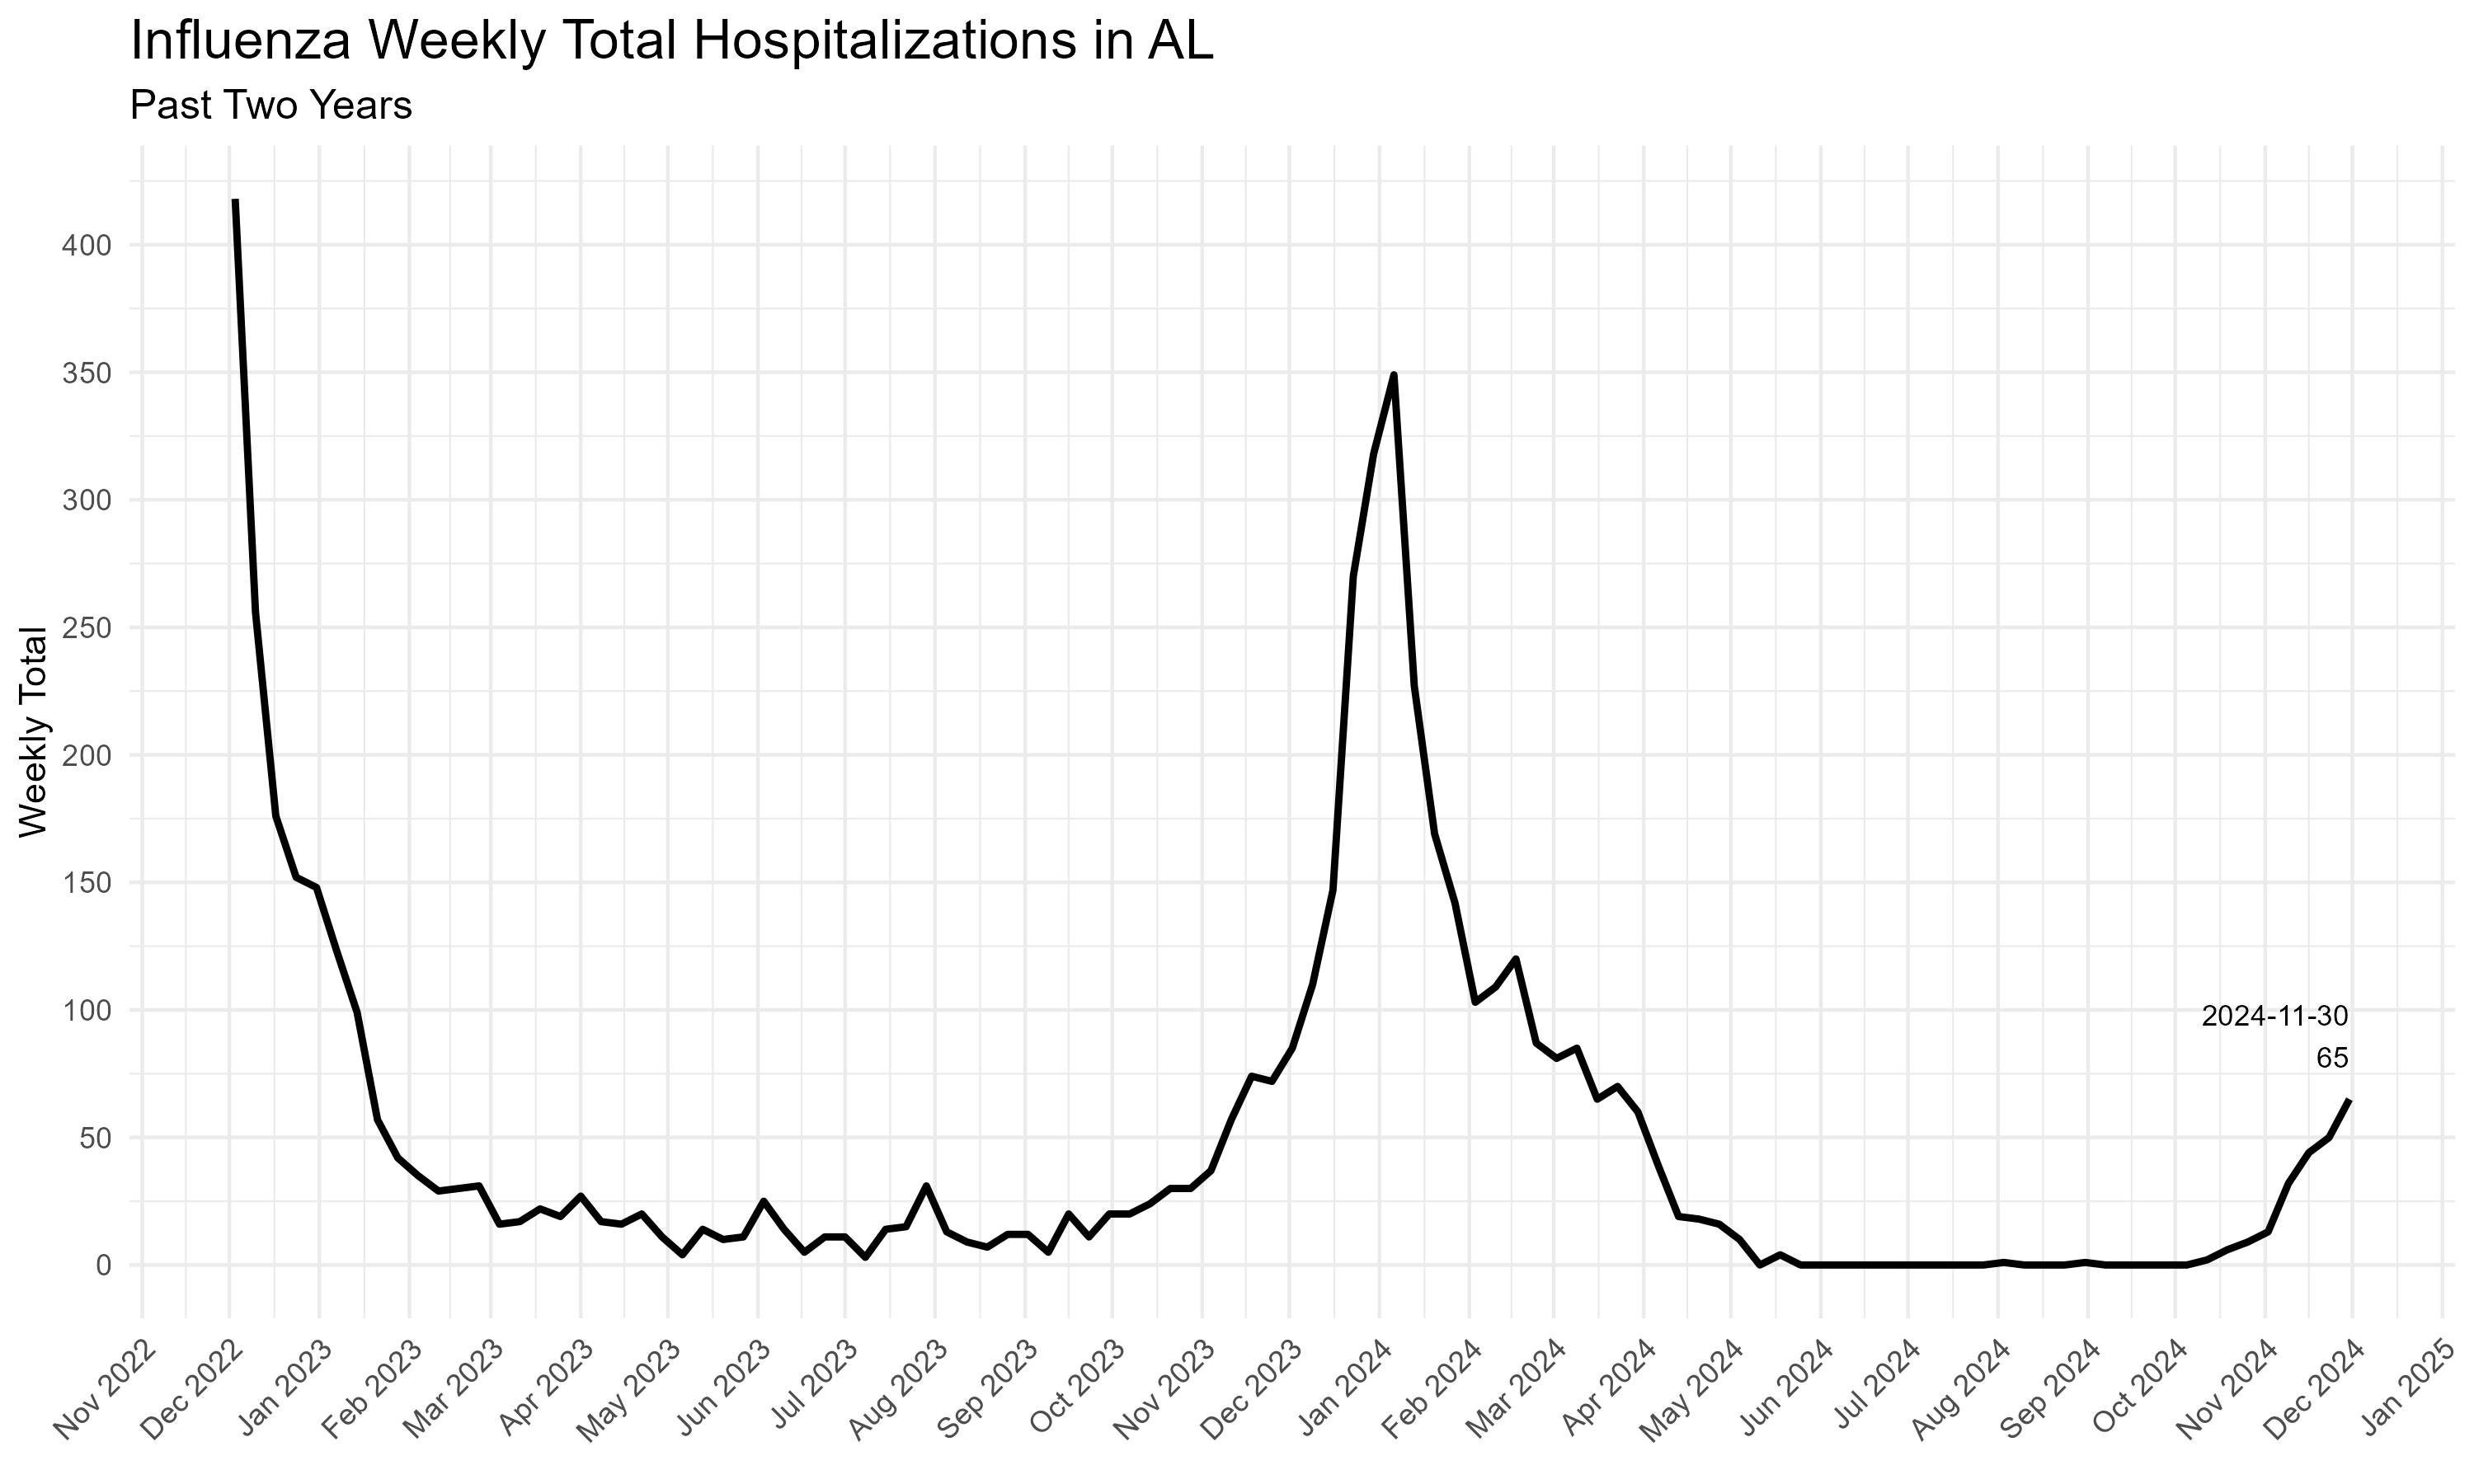 Influenza Weekly Total Hospitalizations in AL
Past Two Years
Weekly Total
400
350
300
250
200
150
100
50
0
2024-11-30
65
Nov 2022
Dec 2022
Jan 2023
Feb 2023
Mar 2023
Apr 2023
May 2023
Jun 2023
Jul 2023
Aug 2023
Sep 2023
Oct 2023
Nov 2023
Dec 2023
Jan 2024
Feb 2024
Mar 2024
Apr 2024
May 2024
Jun 2024
Jul 2024
Aug 2024
Sep 2024
Oct 2024
Nov 2024
Dec 2024
Jan 2025